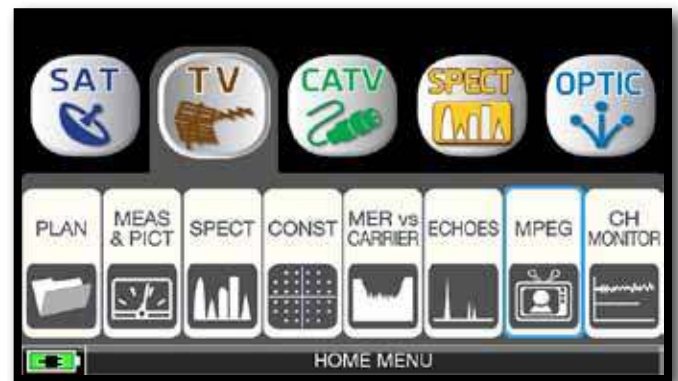 SAT TV CATV SPECT OPTIC
PLAN MEAS & PICT SPECT CONST MER vs CARRIER ECHOES MPEG CH MONITOR
HOME MENU